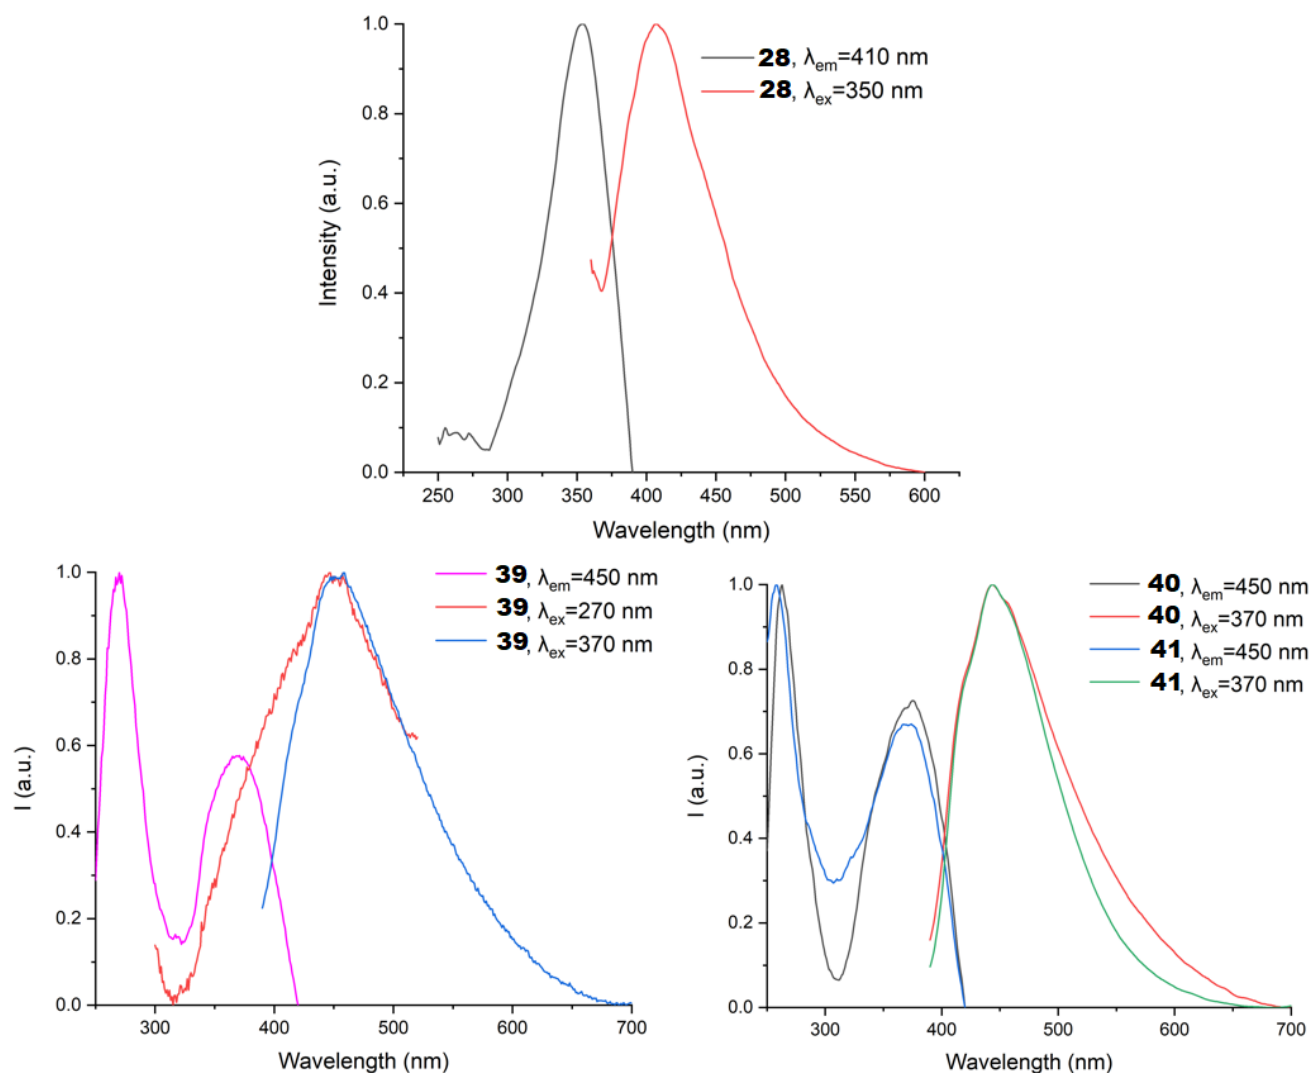 1.0
0.8
0.6
0.4
0.2
0.0
Intensity (a.u.)
28, λem=410 nm
28, λex=350 nm
250 300 350 400 450 500 550 600
Wavelength (nm)
1.0
0.8
0.6
0.4
0.2
0.0
I (a.u.)
39, λem=450 nm
39, λex=270 nm
39, λex=370 nm
300 400 500 600 700
Wavelength (nm)
1.0
0.8
0.6
0.4
0.2
0.0
I (a.u.)
40, λem=450 nm
40, λex=370 nm
41, λem=450 nm
41, λex=370 nm
300 400 500 600 700
Wavelength (nm)